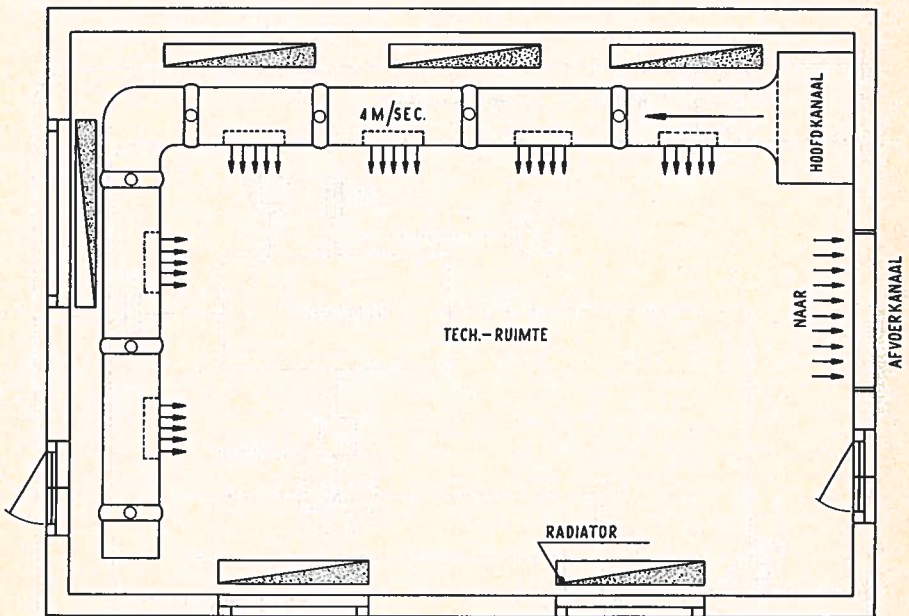 4 M/SEC.
HOOFDKANAAL
TECH.-RUIMTE
NAAR
AFVOERKANAAL
RADIATOR